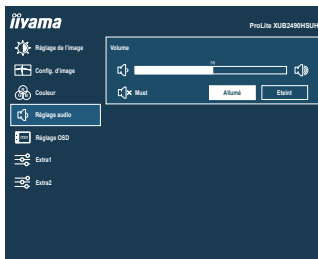 iiyama
ProLite XUB2490HSUH
Réglage de l'image
Config. d'image
Couleur
Réglage audio
OSD
Réglage OSD
Extra1
Extra2
Volume
50
Muet
Allumé
Eteint